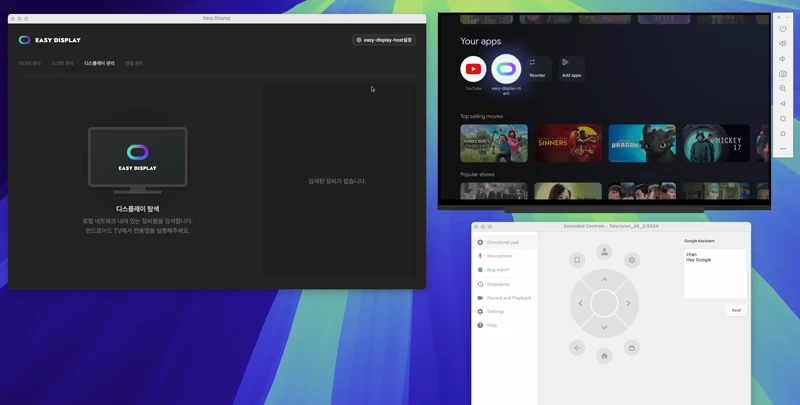 Easy Display
EASY DISPLAY
easy-display-host설정
미디어 관리
스크린 관리
디스플레이 관리
연결 관리
EASY DISPLAY
디스플레이 탐색
로컬 네트워크 내에 있는 장비들을 검색합니다.
안드로이드 TV에서 전용앱을 실행해주세요.
검색된 장비가 없습니다.
Your apps
YouTube
easy-display-cli
ent
Reorder
Add apps
Top selling movies
SINNERS
DRAGON
MICKEY
17
Popular shows
Extended Controls - Television_4K_2:5554
Directional pad
Microphone
Bug report
Snapshots
Record and Playback
Settings
Help
Google Assistant
chan
Hey Google
Send